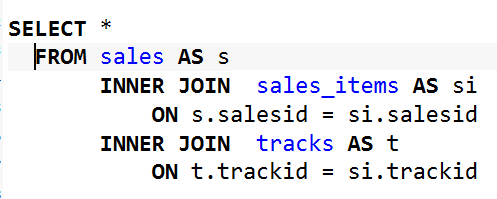 SELECT *
FROM sales AS s
INNER JOIN sales_items AS si
ON s.salesid = si.salesid
INNER JOIN tracks AS t
ON t.trackid = si.trackid